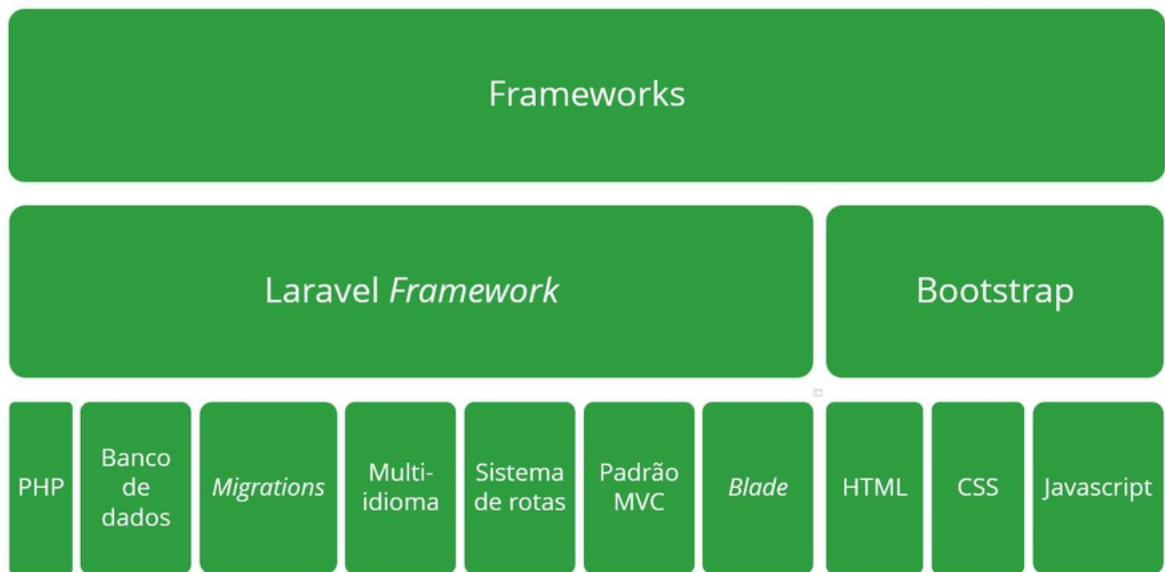 Frameworks
Laravel Framework
Bootstrap
PHP
Banco
de
dados
Migrations
Multi-
idioma
Sistema
de rotas
Padrão
MVC
Blade
HTML
CSS
Javascript